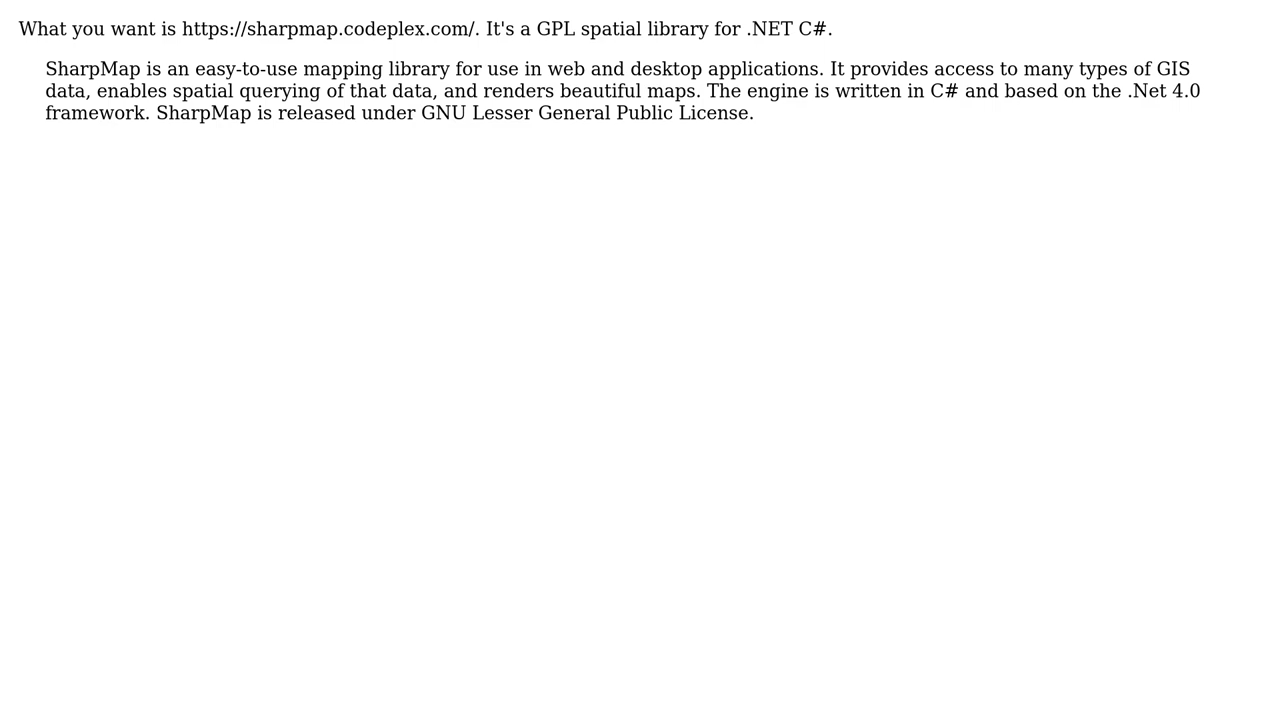 What you want is https://sharpmap.codeplex.com/. It's a GPL spatial library for .NET C#.
SharpMap is an easy-to-use mapping library for use in web and desktop applications. It provides access to many types of GIS
data, enables spatial querying of that data, and renders beautiful maps. The engine is written in C# and based on the .Net 4.0
framework. SharpMap is released under GNU Lesser General Public License.